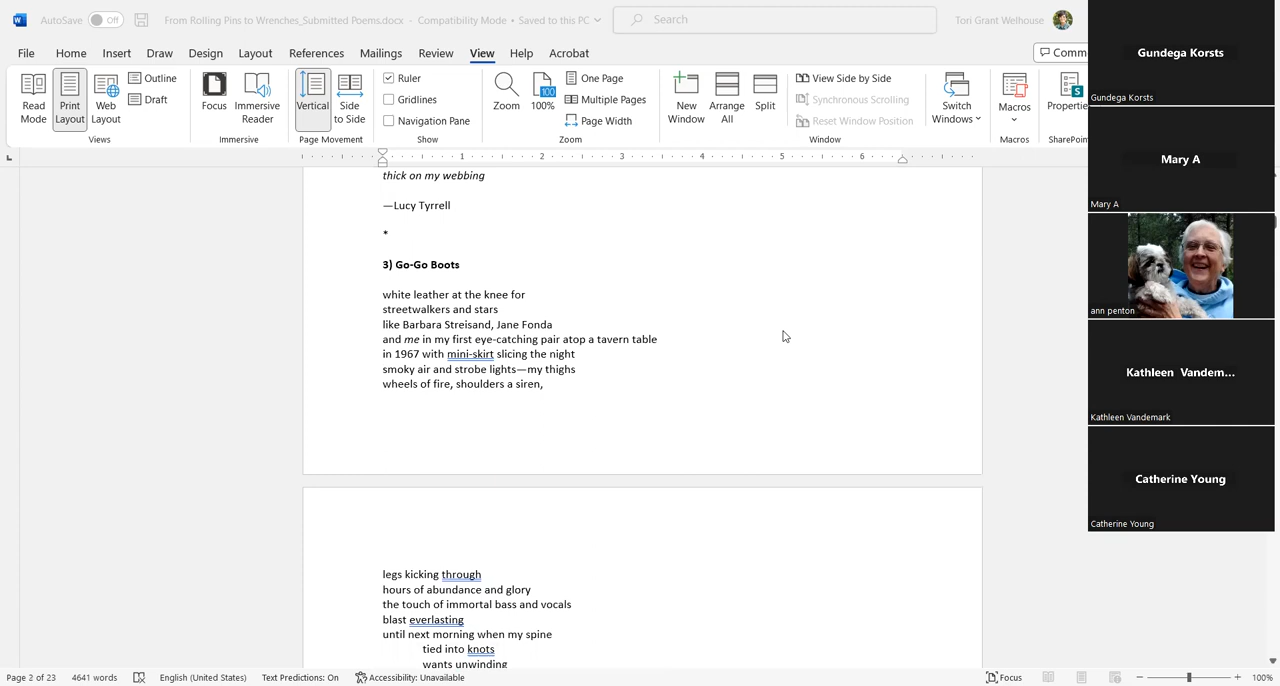 AutoSave Off From Rolling Pins to Wrenches_Submitted Poems.docx - Compatibility Mode • Saved to this PC Search Tori Grant Welhouse
File Home Insert Draw Design Layout References Mailings Review View Help Acrobat Comm
Read Mode Print Layout Web Layout Outline Draft
Views
Focus Immersive Reader
Immersive
Vertical Side to Side
Page Movement
Ruler
Gridlines
Navigation Pane
Show
Zoom 100 100% One Page Multiple Pages Page Width
Zoom
New Window Arrange All Split View Side by Side Synchronous Scrolling Reset Window Position Switch Windows
Window
Macros
Macros
S
Propertie
SharePoin
1 2 3 4 5 6
thick on my webbing
—Lucy Tyrrell
*
3) Go-Go Boots
white leather at the knee for
streetwalkers and stars
like Barbara Streisand, Jane Fonda
and me in my first eye-catching pair atop a tavern table
in 1967 with mini-skirt slicing the night
smoky air and strobe lights—my thighs
wheels of fire, shoulders a siren,
legs kicking through
hours of abundance and glory
the touch of immortal bass and vocals
blast everlasting
until next morning when my spine
tied into knots
wants unwinding
Gundega Korsts
Gundega Korsts
Mary A
Mary A
ann penton
Kathleen Vandem...
Kathleen Vandemark
Catherine Young
Catherine Young
Page 2 of 23 4641 words English (United States) Text Predictions: On Accessibility: Unavailable Focus 100%